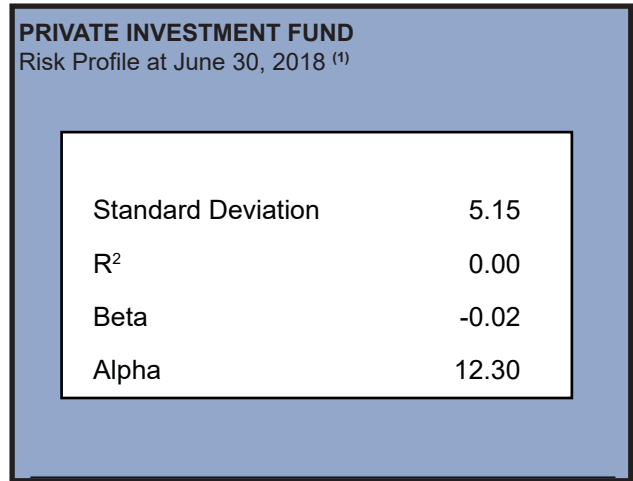 PRIVATE INVESTMENT FUND
Risk Profile at June 30, 2018 (1)
Standard Deviation 5.15
R² 0.00
Beta -0.02
Alpha 12.30